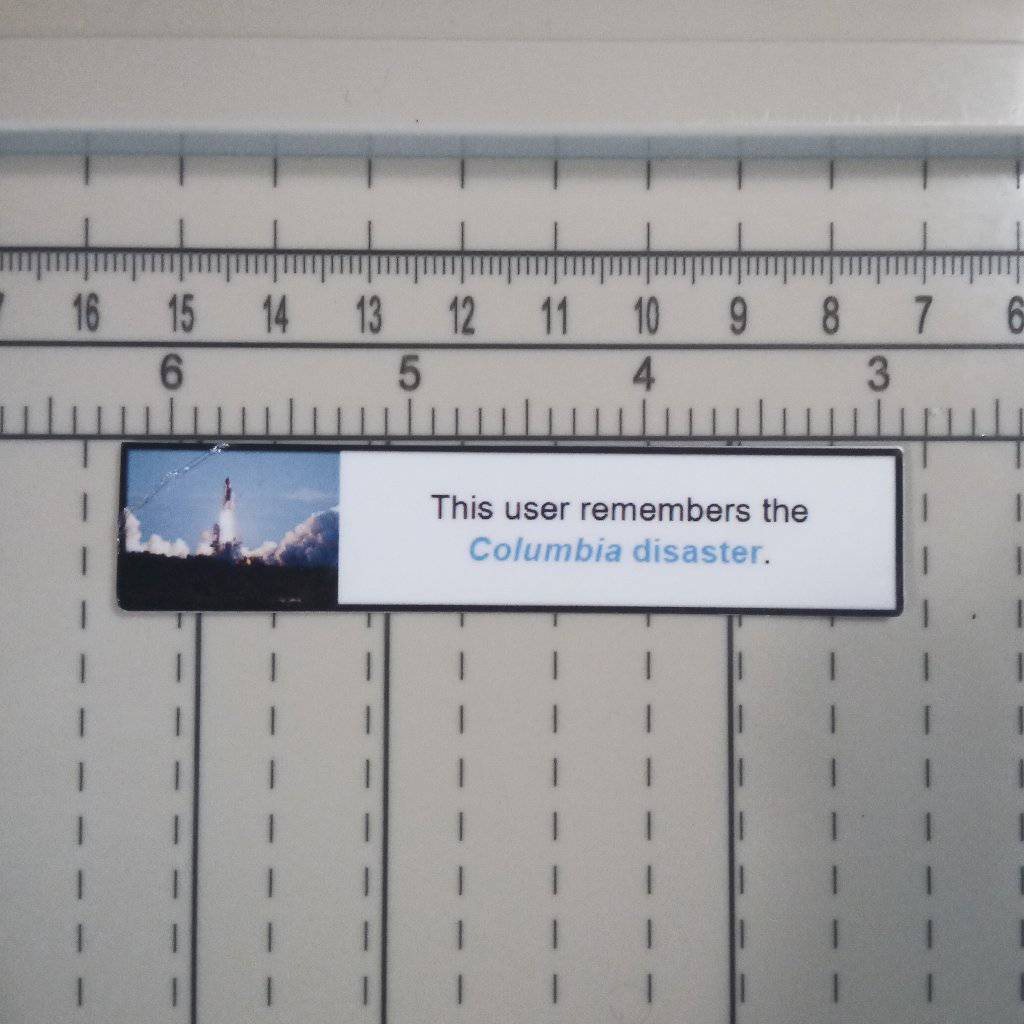 16 15 14 13 12 11 10 9 8 7 6
6 5 4 3
This user remembers the
Columbia disaster.